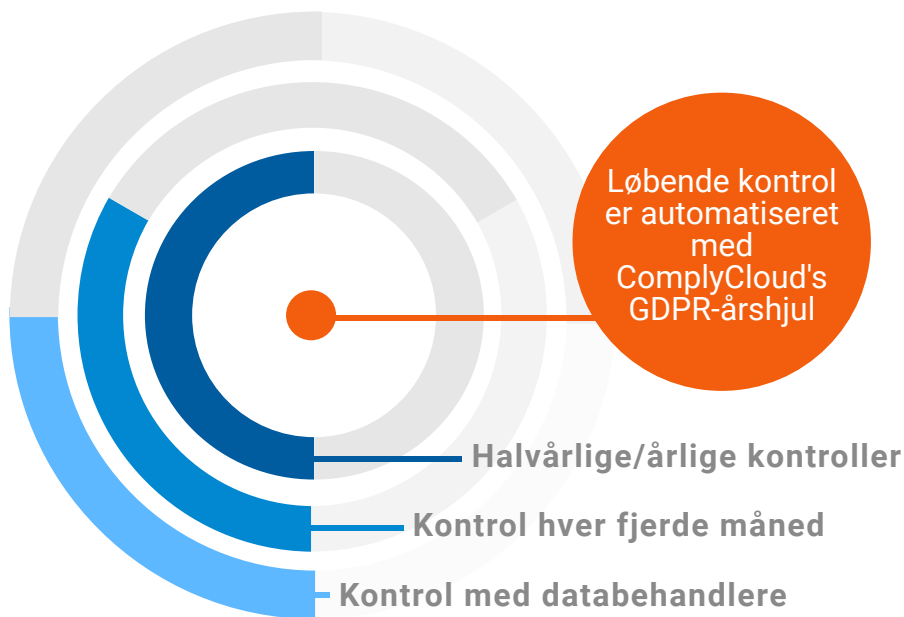 Løbende kontrol
er automatiseret
med
ComplyCloud's
GDPR-årshjul
Halvårlige/årlige kontroller
Kontrol hver fjerde måned
Kontrol med databehandlere